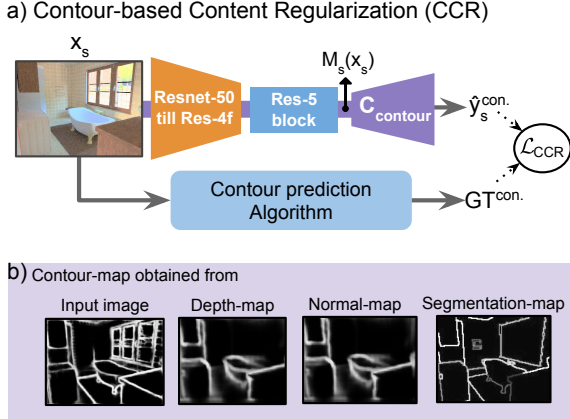 a) Contour-based Content Regularization (CCR)
x_s
M_s(x_s)
Resnet-50
till Res-4f
Res-5
block
C_contour
ŷ_s^con.
ℒ_CCR
Contour prediction
Algorithm
GT^con.
b) Contour-map obtained from
Input image Depth-map Normal-map Segmentation-map